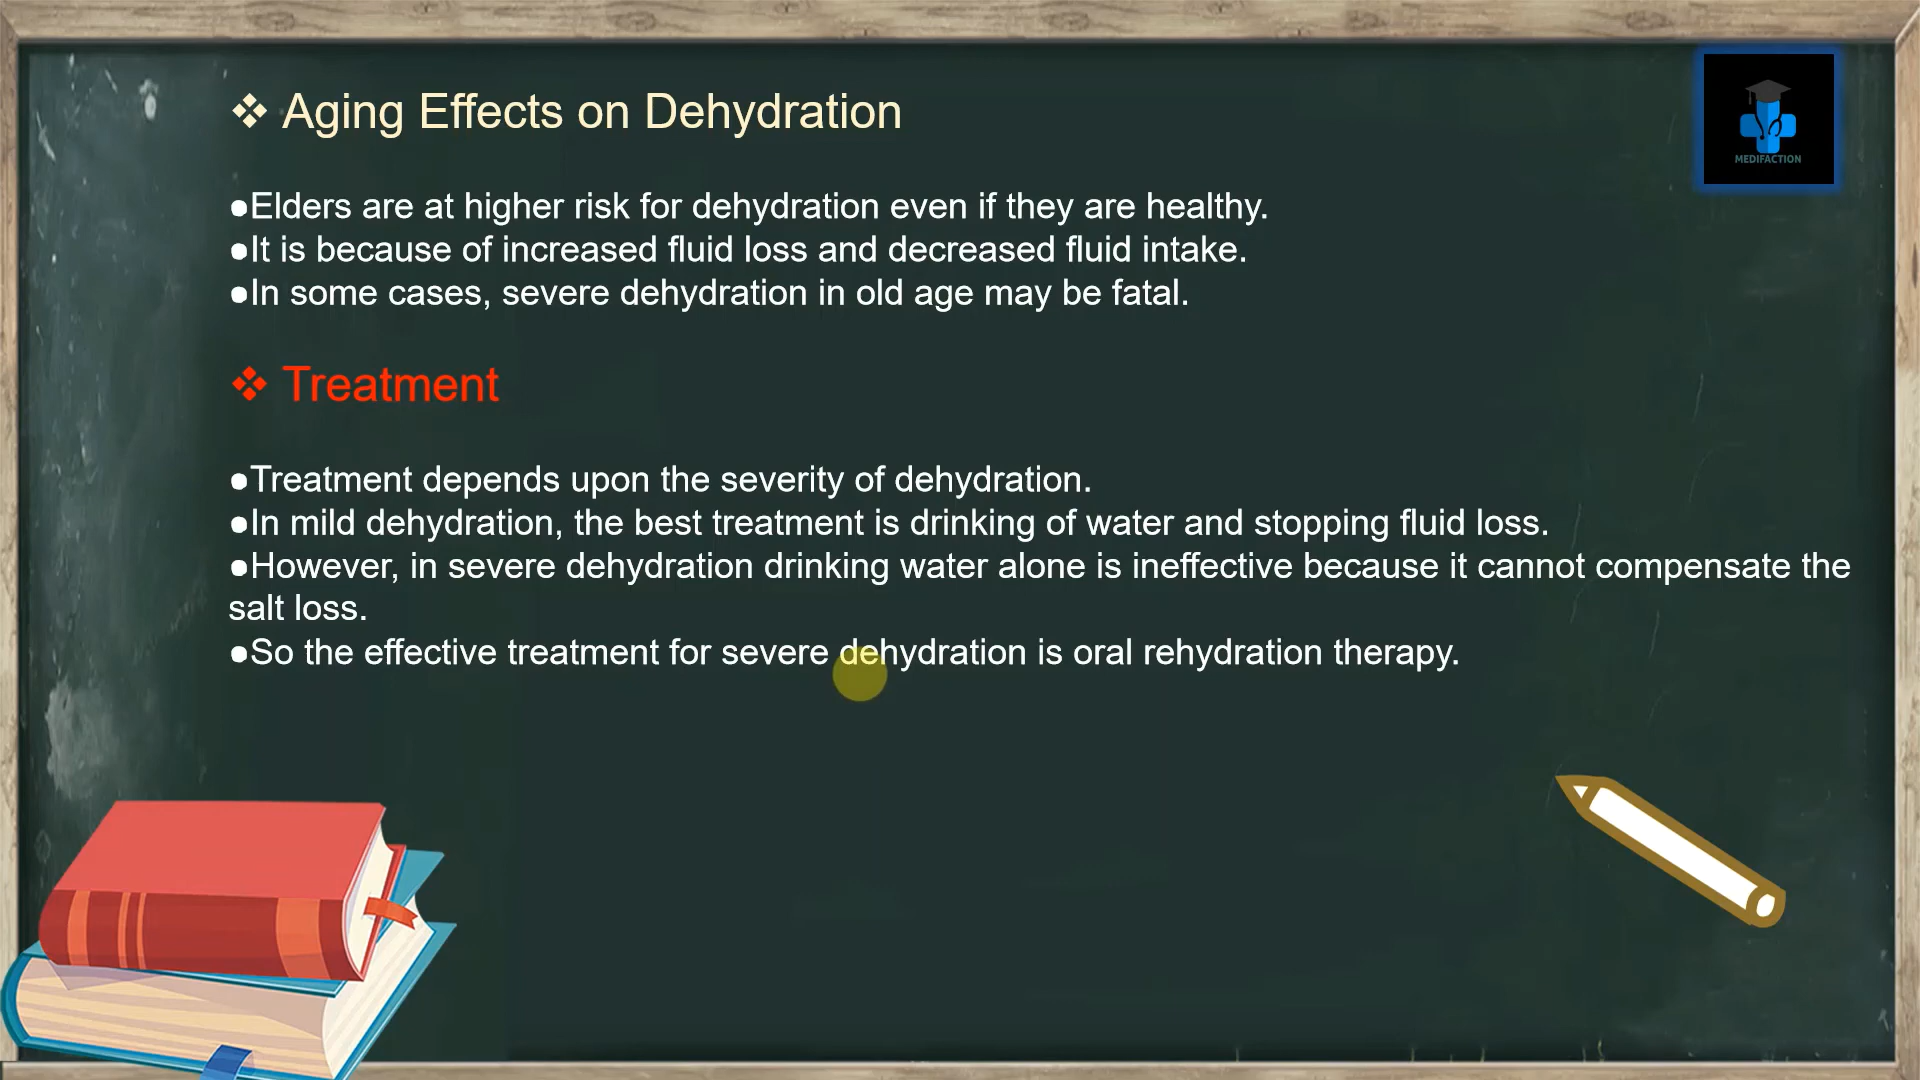 ❖ Aging Effects on Dehydration
MEDIFACTION
●Elders are at higher risk for dehydration even if they are healthy.
●It is because of increased fluid loss and decreased fluid intake.
●In some cases, severe dehydration in old age may be fatal.
❖ Treatment
●Treatment depends upon the severity of dehydration.
●In mild dehydration, the best treatment is drinking of water and stopping fluid loss.
●However, in severe dehydration drinking water alone is ineffective because it cannot compensate the
salt loss.
●So the effective treatment for severe dehydration is oral rehydration therapy.